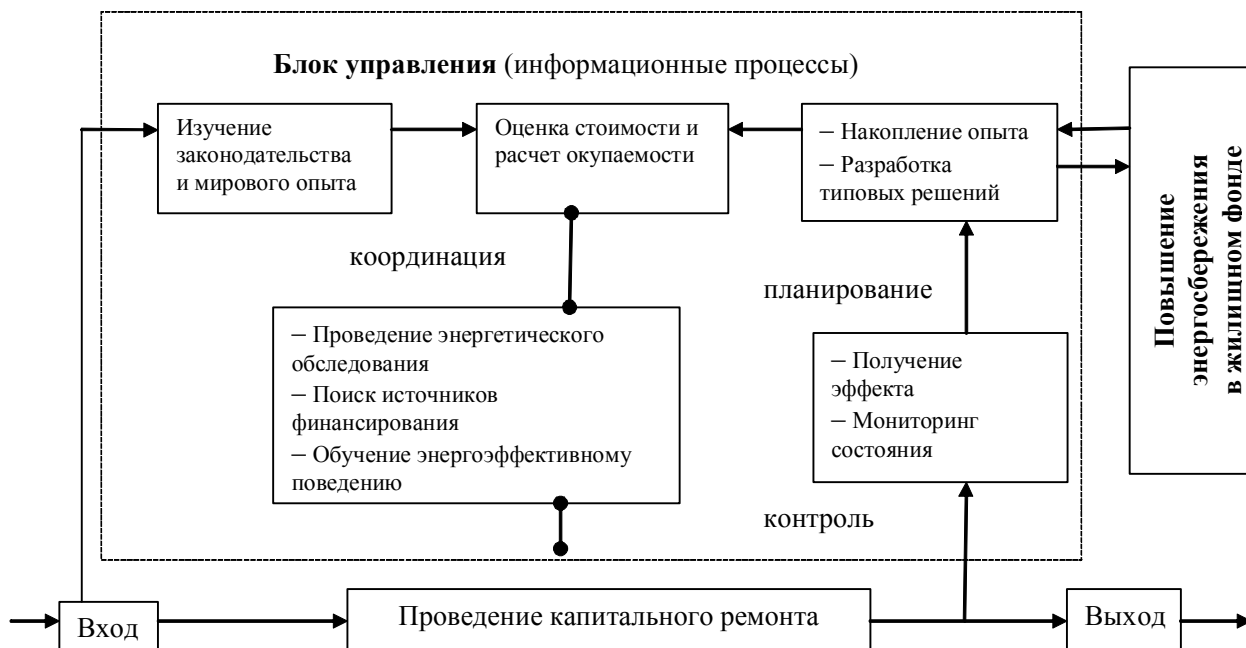 Блок управления (информационные процессы)
Изучение
законодательства
и мирового опыта
Оценка стоимости и
расчет окупаемости
– Накопление опыта
– Разработка
типовых решений
Повышение
энергосбережения
в жилищном фонде
координация
планирование
– Проведение энергетического
обследования
– Поиск источников
финансирования
– Обучение энергоэффективному
поведению
– Получение
эффекта
– Мониторинг
состояния
контроль
Вход
Проведение капитального ремонта
Выход